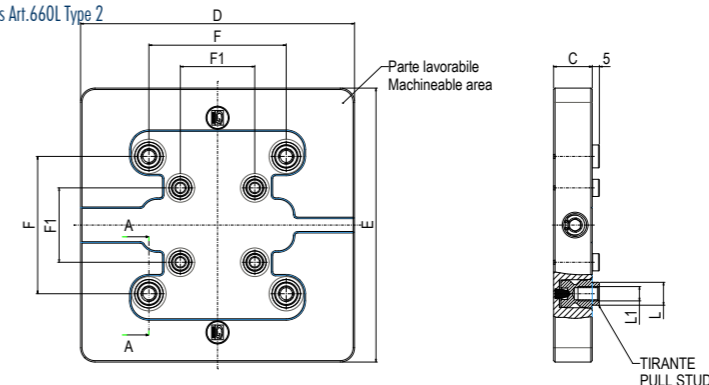 s Art.660L Type 2
D
F
F1
Parte lavorabile
Machineable area
C
5
F
F1
E
A
A
L1
L
TIRANTE
PULL STUD